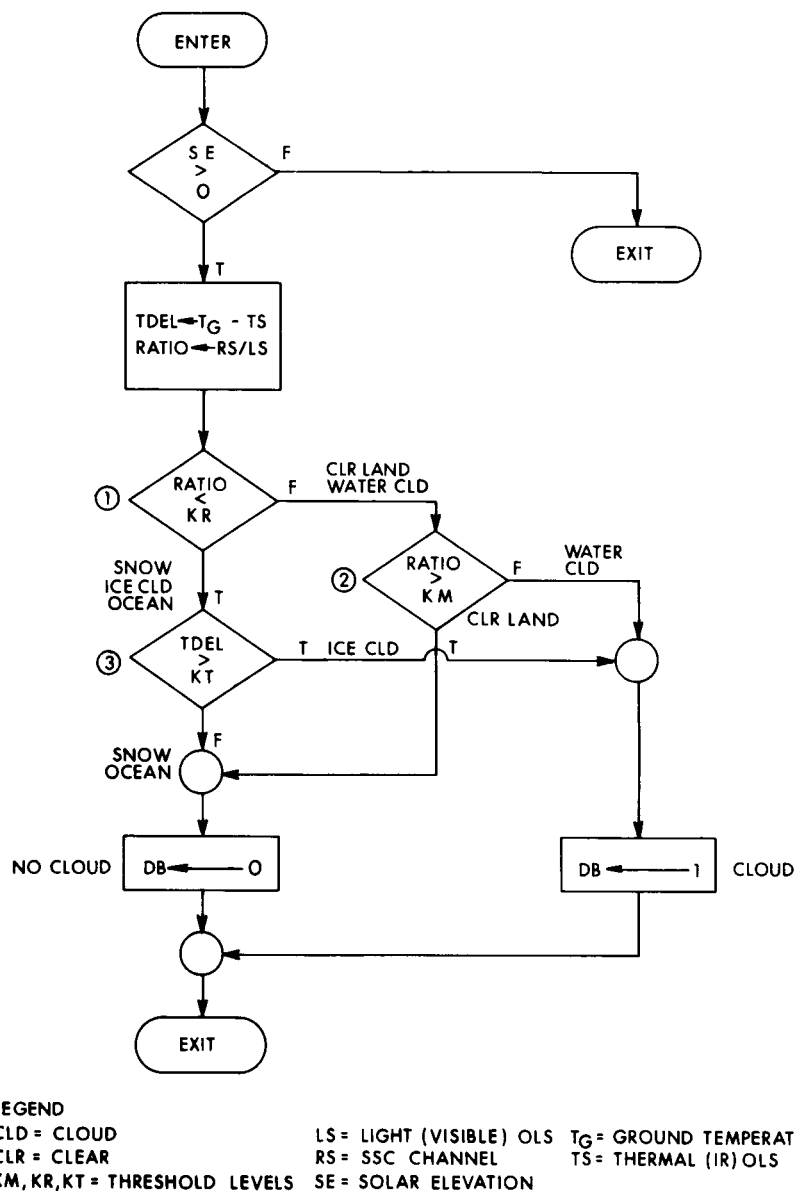 ENTER
SE
>
O
F
EXIT
T
TDEL←TG - TS
RATIO←RS/LS
1
RATIO
<
KR
F
CLR LAND
WATER CLD
SNOW
ICE CLD
OCEAN
T
2
RATIO
>
KM
F
WATER
CLD
CLR LAND
T
3
TDEL
>
KT
T
ICE CLD
F
SNOW
OCEAN
NO CLOUD
DB←O
DB←1
CLOUD
EXIT
EGEND
CLD = CLOUD
CLR = CLEAR
KM, KR, KT = THRESHOLD LEVELS
LS = LIGHT (VISIBLE) OLS
RS = SSC CHANNEL
SE = SOLAR ELEVATION
TG = GROUND TEMPERAT
TS = THERMAL (IR) OLS